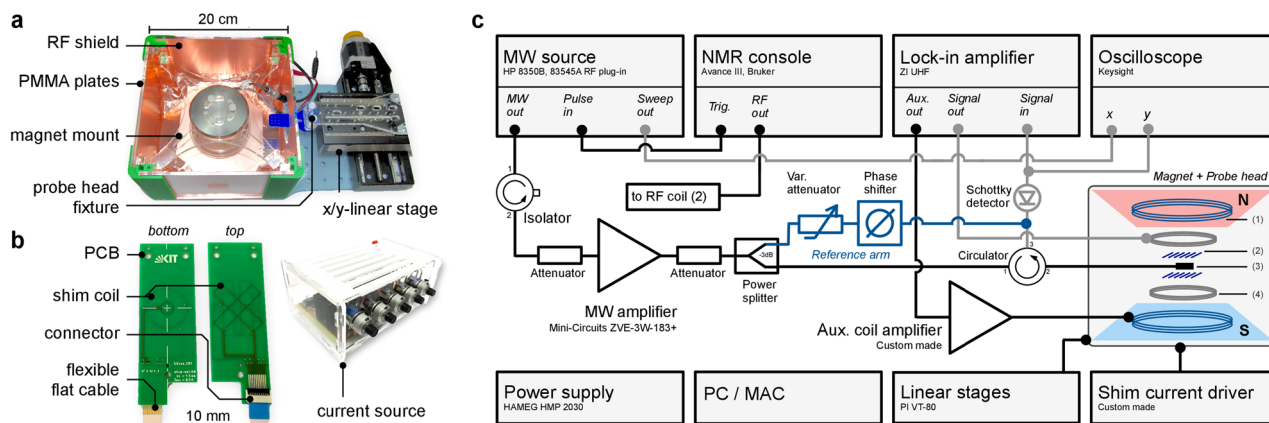 a
20 cm
RF shield
PMMA plates
magnet mount
probe head
fixture
x/y-linear stage
b
bottom
top
PCB
KIT
shim coil
connector
flexible
flat cable
10 mm
current source
c
MW source
HP 8350B, 83545A RF plug-in
MW
out
Pulse
in
Sweep
out
NMR console
Avance III, Bruker
Trig.
RF
out
Lock-in amplifier
ZI UHF
Aux.
out
Signal
out
Signal
in
Oscilloscope
Keysight
x
y
1
2
Isolator
to RF coil (2)
Var.
attenuator
Phase
shifter
Schottky
detector
Reference arm
Attenuator
MW amplifier
Mini-Circuits ZVE-3W-183+
Attenuator
-3dB
Power
splitter
Circulator
3
1
2
Aux. coil amplifier
Custom made
Magnet + Probe head
N
(1)
(2)
(3)
(4)
S
Power supply
HAMEG HMP 2030
PC / MAC
Linear stages
PI VT-80
Shim current driver
Custom made